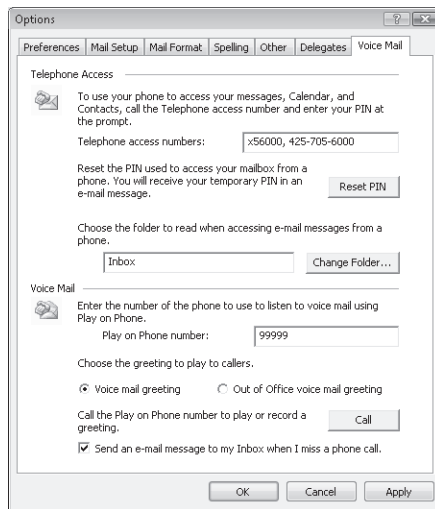 Options
Preferences Mail Setup Mail Format Spelling Other Delegates Voice Mail
Telephone Access
To use your phone to access your messages, Calendar, and
Contacts, call the Telephone access number and enter your PIN at
the prompt.
Telephone access numbers: x56000, 425-705-6000
Reset the PIN used to access your mailbox from a
phone. You will receive your temporary PIN in an
e-mail message.
Reset PIN
Choose the folder to read when accessing e-mail messages from a
phone.
Inbox Change Folder...
Voice Mail
Enter the number of the phone to use to listen to voice mail using
Play on Phone.
Play on Phone number: 99999
Choose the greeting to play to callers.
Voice mail greeting Out of Office voice mail greeting
Call the Play on Phone number to play or record a
greeting.
Call
Send an e-mail message to my Inbox when I miss a phone call.
OK Cancel Apply